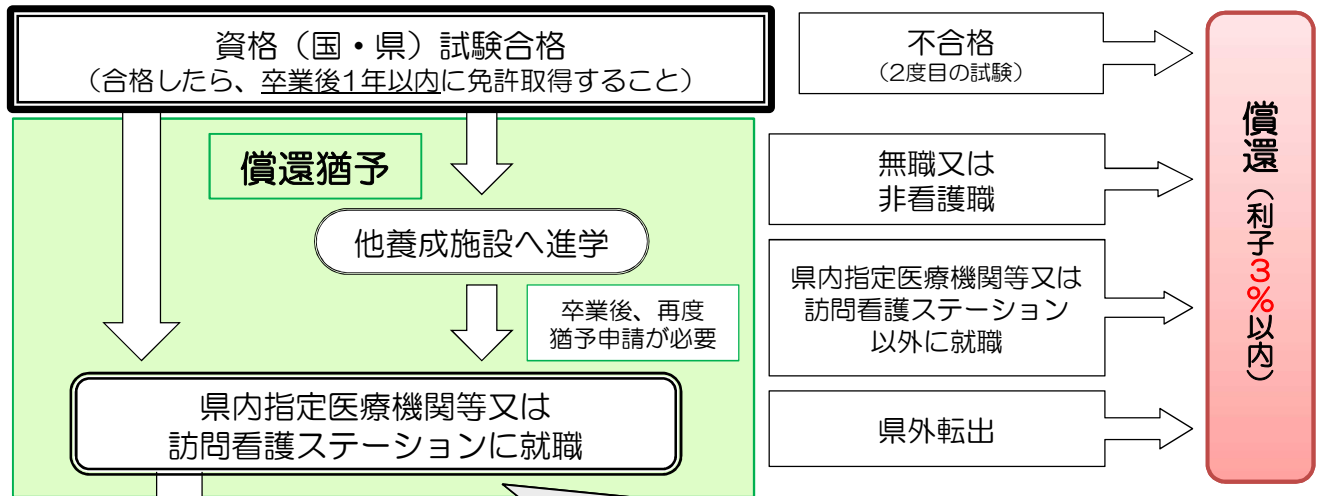 資格（国・県）試験合格
（合格したら、卒業後1年以内に免許取得すること）
不合格
（2度目の試験）
償還猶予
無職又は
非看護職
他養成施設へ進学
県内指定医療機関等又は
訪問看護ステーション
以外に就職
卒業後、再度
猶予申請が必要
県内指定医療機関等又は
訪問看護ステーションに就職
県外転出
償還（利子３％以内）